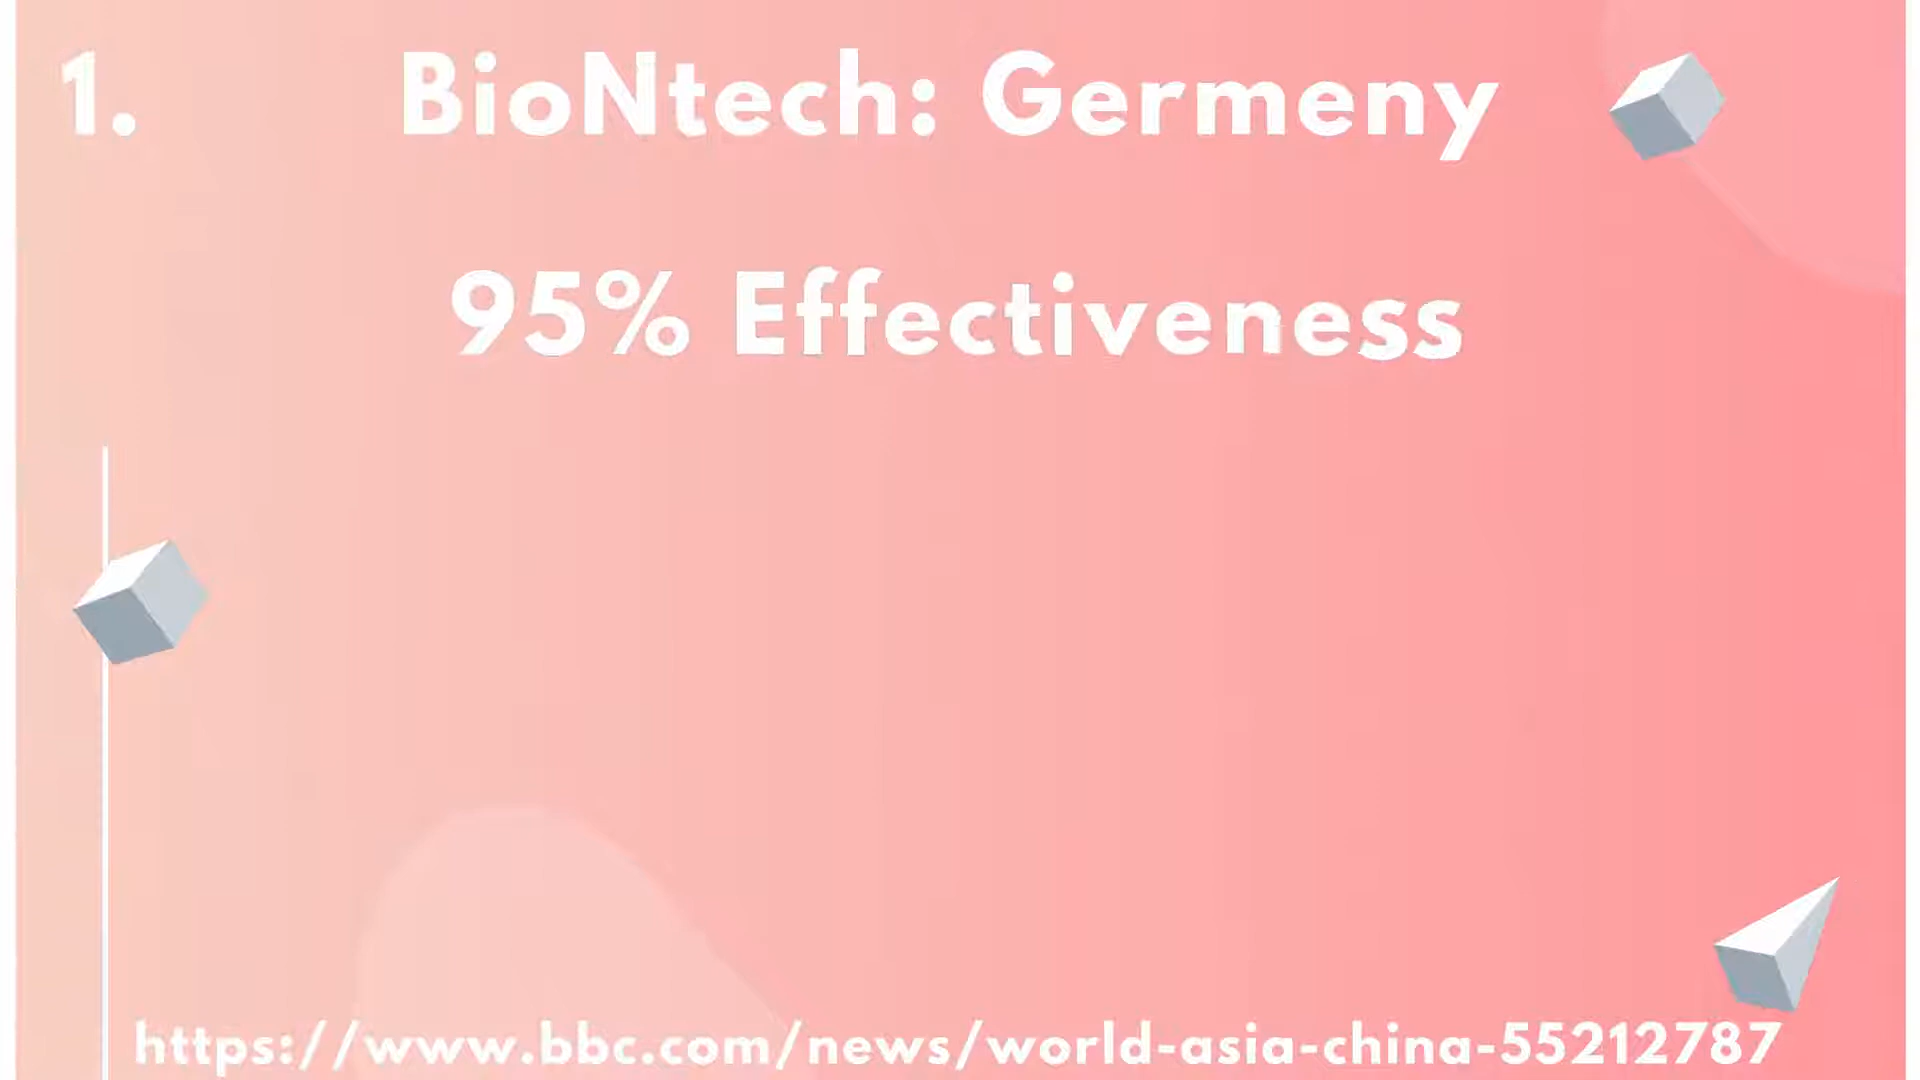 1. BioNtech: Germeny
95% Effectiveness
https://www.bbc.com/news/world-asia-china-55212787